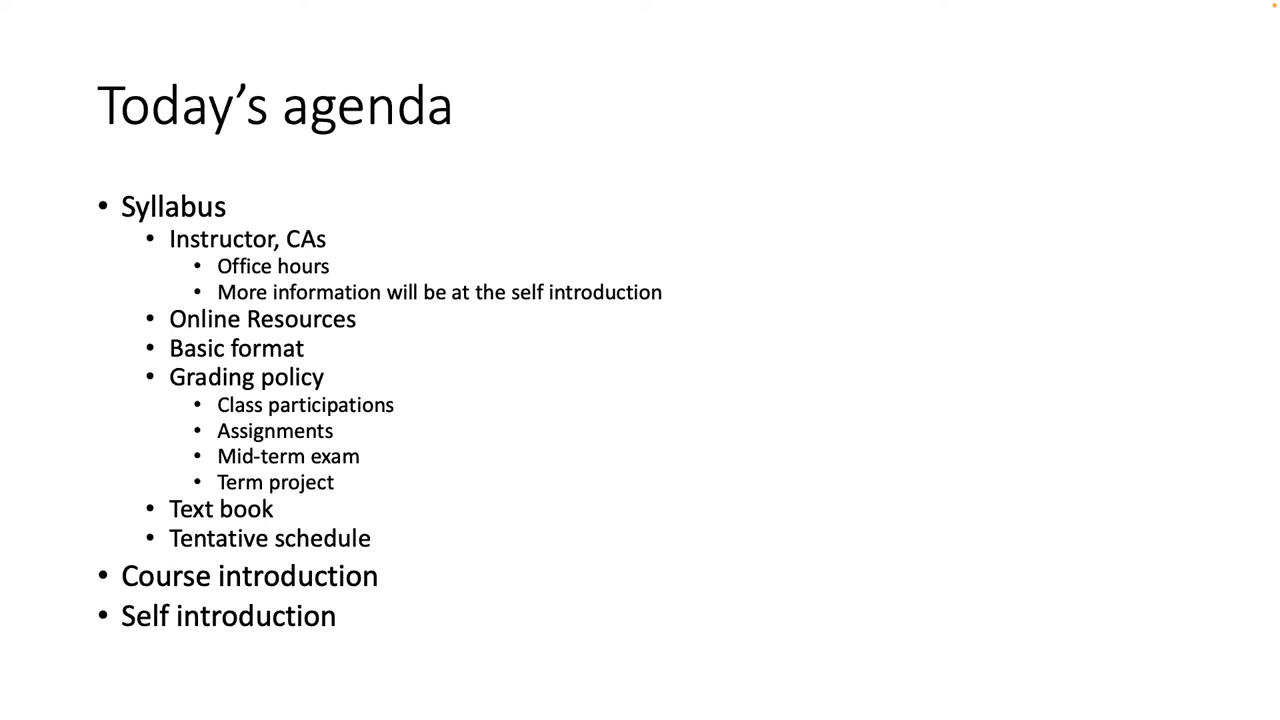 Today’s agenda
• Syllabus
• Instructor, CAs
• Office hours
• More information will be at the self introduction
• Online Resources
• Basic format
• Grading policy
• Class participations
• Assignments
• Mid-term exam
• Term project
• Text book
• Tentative schedule
• Course introduction
• Self introduction